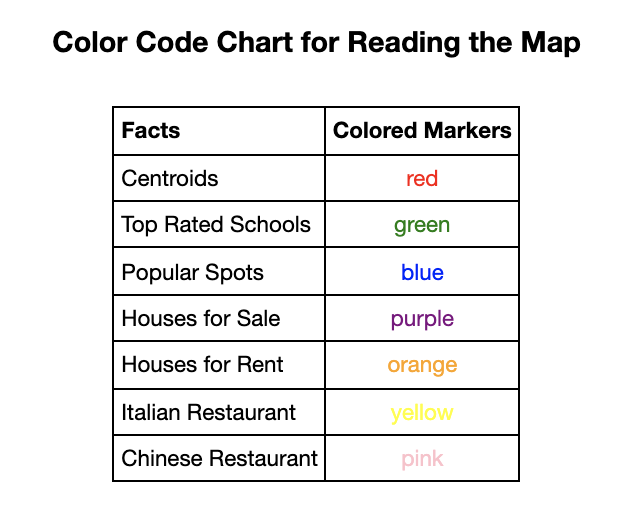 Color Code Chart for Reading the Map
Facts Colored Markers
Centroids red
Top Rated Schools green
Popular Spots blue
Houses for Sale purple
Houses for Rent orange
Italian Restaurant yellow
Chinese Restaurant pink